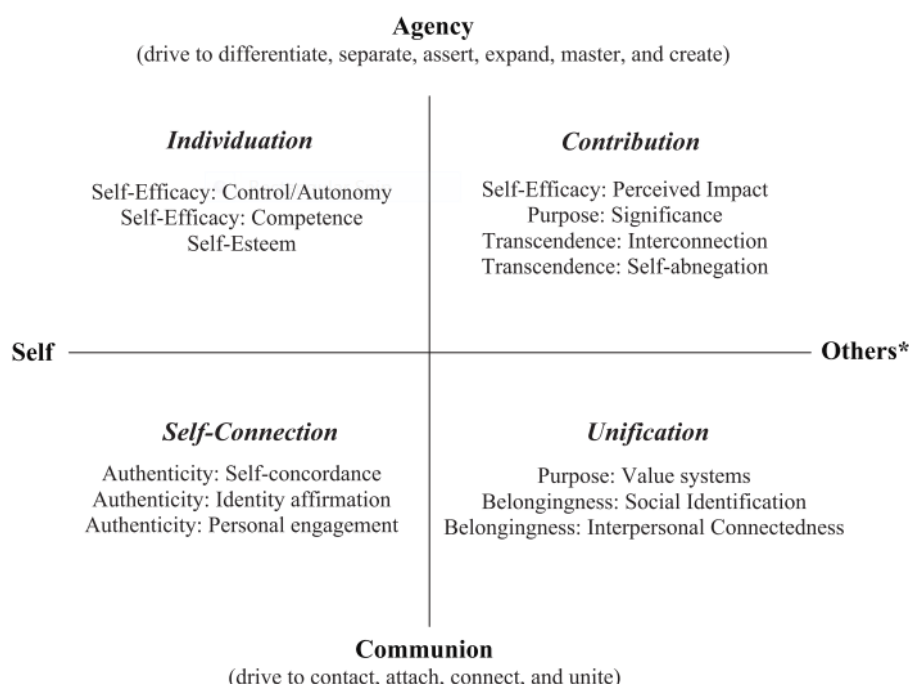 Agency
(drive to differentiate, separate, assert, expand, master, and create)
Individuation
Self-Efficacy: Control/Autonomy
Self-Efficacy: Competence
Self-Esteem
Contribution
Self-Efficacy: Perceived Impact
Purpose: Significance
Transcendence: Interconnection
Transcendence: Self-abnegation
Self
Others*
Self-Connection
Authenticity: Self-concordance
Authenticity: Identity affirmation
Authenticity: Personal engagement
Unification
Purpose: Value systems
Belongingness: Social Identification
Belongingness: Interpersonal Connectedness
Communion
(drive to contact, attach, connect, and unite)